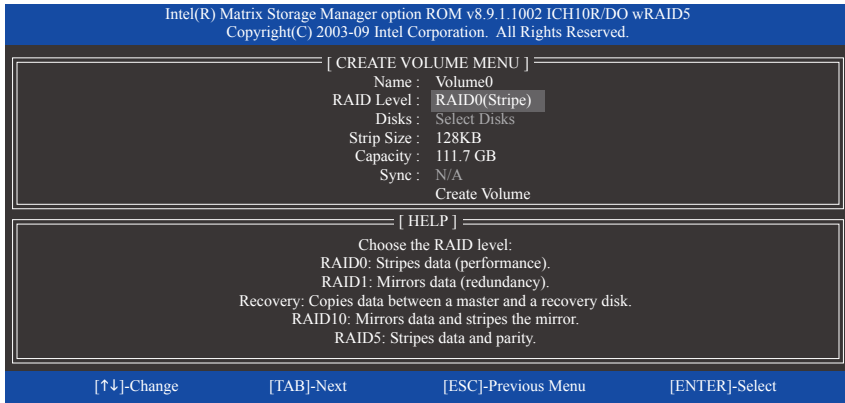 Intel(R) Matrix Storage Manager option ROM v8.9.1.1002 ICH10R/DO wRAID5
Copyright(C) 2003-09 Intel Corporation. All Rights Reserved.
[ CREATE VOLUME MENU ]
Name : Volume0
RAID Level : RAID0(Stripe)
Disks : Select Disks
Strip Size : 128KB
Capacity : 111.7 GB
Sync : N/A
Create Volume
[ HELP ]
Choose the RAID level:
RAID0: Stripes data (performance).
RAID1: Mirrors data (redundancy).
Recovery: Copies data between a master and a recovery disk.
RAID10: Mirrors data and stripes the mirror.
RAID5: Stripes data and parity.
[↑↓]-Change [TAB]-Next [ESC]-Previous Menu [ENTER]-Select